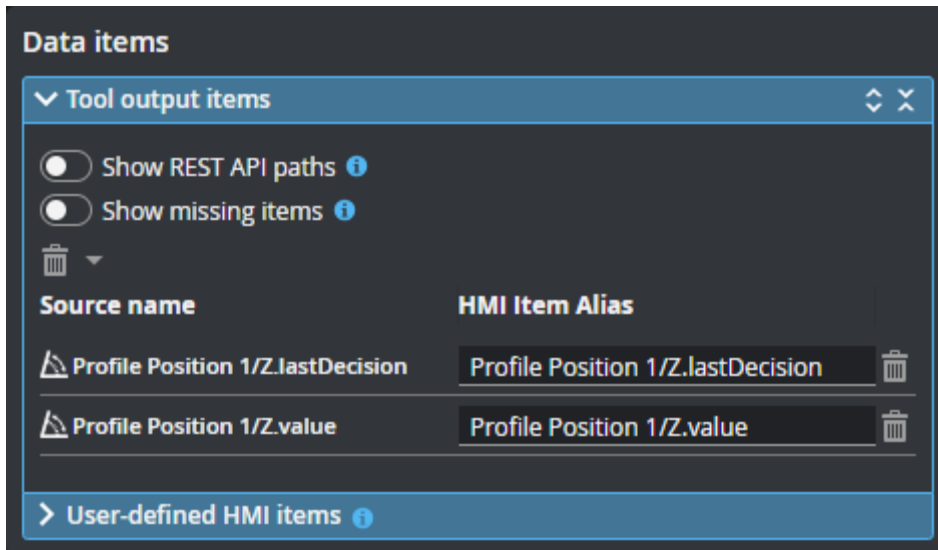 Data items
Tool output items
Show REST API paths
Show missing items
Source name HMI Item Alias
Profile Position 1/Z.lastDecision Profile Position 1/Z.lastDecision
Profile Position 1/Z.value Profile Position 1/Z.value
User-defined HMI items